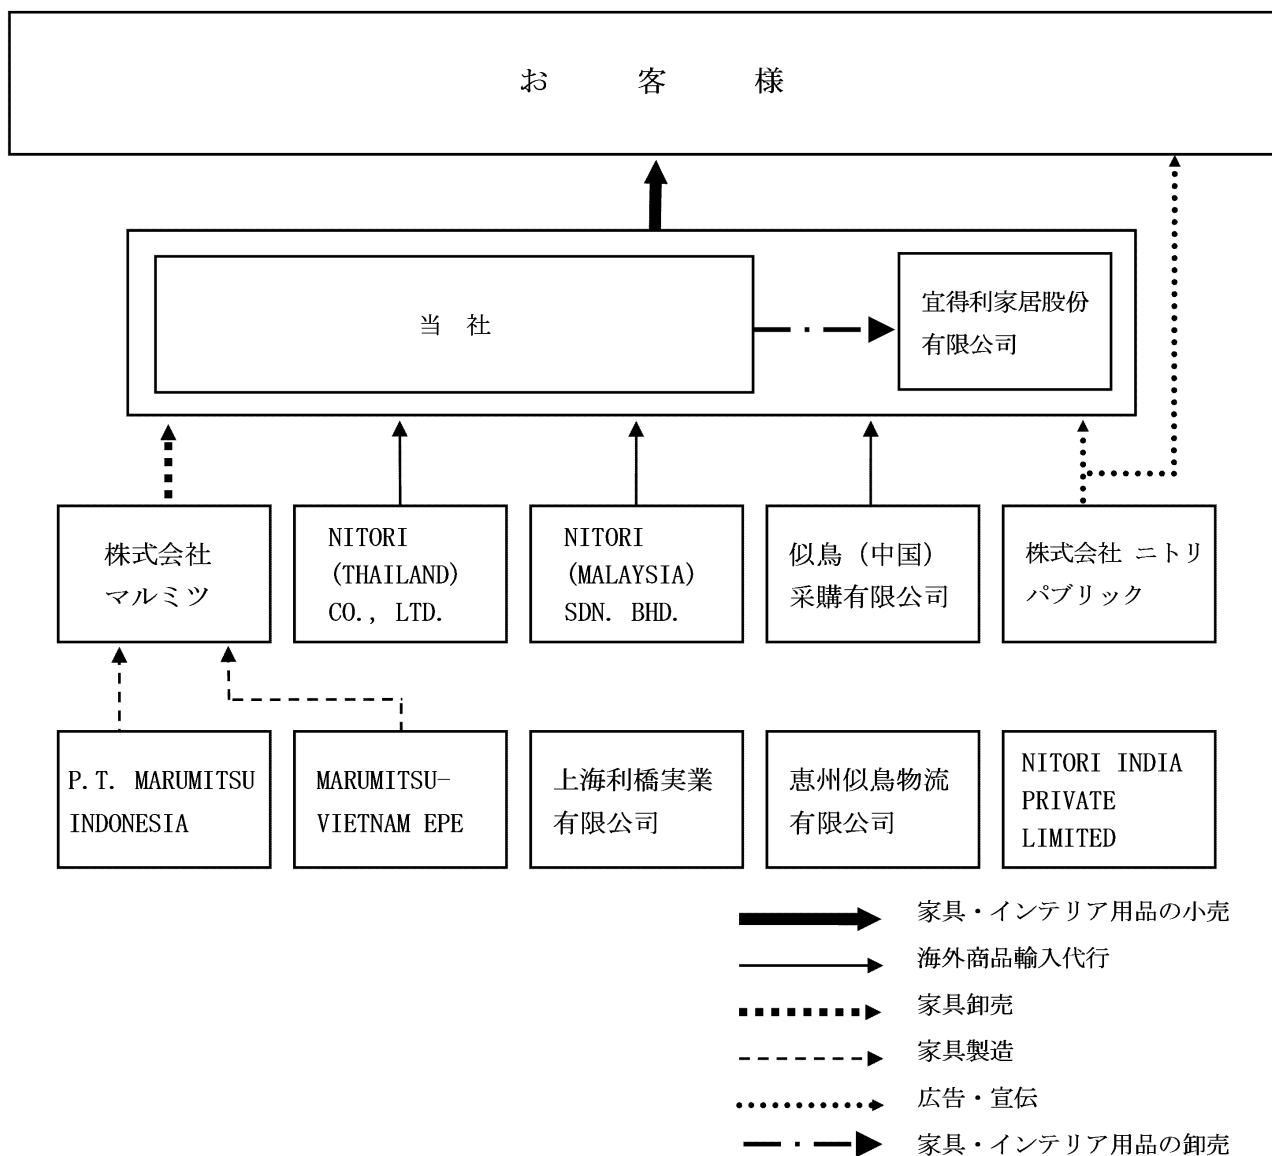 お客様
当社
宜得利家居股份
有限公司
株式会社
マルミツ
NITORI
(THAILAND)
CO., LTD.
NITORI
(MALAYSIA)
SDN. BHD.
似鳥（中国）
采購有限公司
株式会社 ニトリ
パブリック
P.T. MARUMITSU
INDONESIA
MARUMITSU-
VIETNAM EPE
上海利橋実業
有限公司
恵州似鳥物流
有限公司
NITORI INDIA
PRIVATE
LIMITED
家具・インテリア用品の小売
海外商品輸入代行
家具卸売
家具製造
広告・宣伝
家具・インテリア用品の卸売